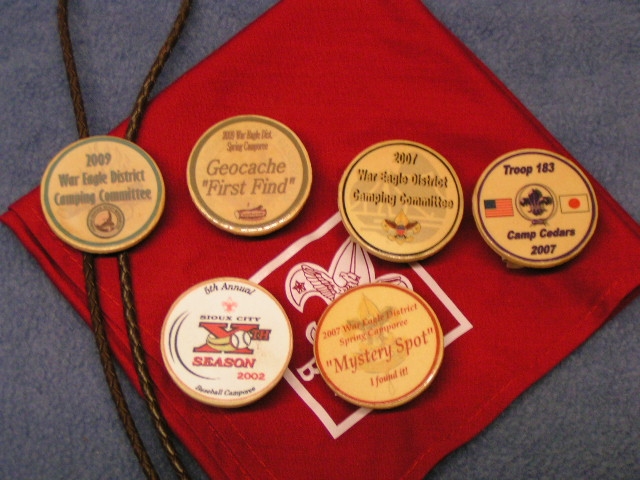 2009
War Eagle District
Camping Committee
2009 War Eagle Dist.
Spring Camporee
Geocache
"First Find"
2007
War Eagle District
Camping Committee
Troop 183
Camp Cedars
2007
6th Annual
SIOUX CITY
X TH
SEASON
2002
Baseball Camporee
2007 War Eagle District
Spring Camporee
"Mystery Spot"
I found it!
B